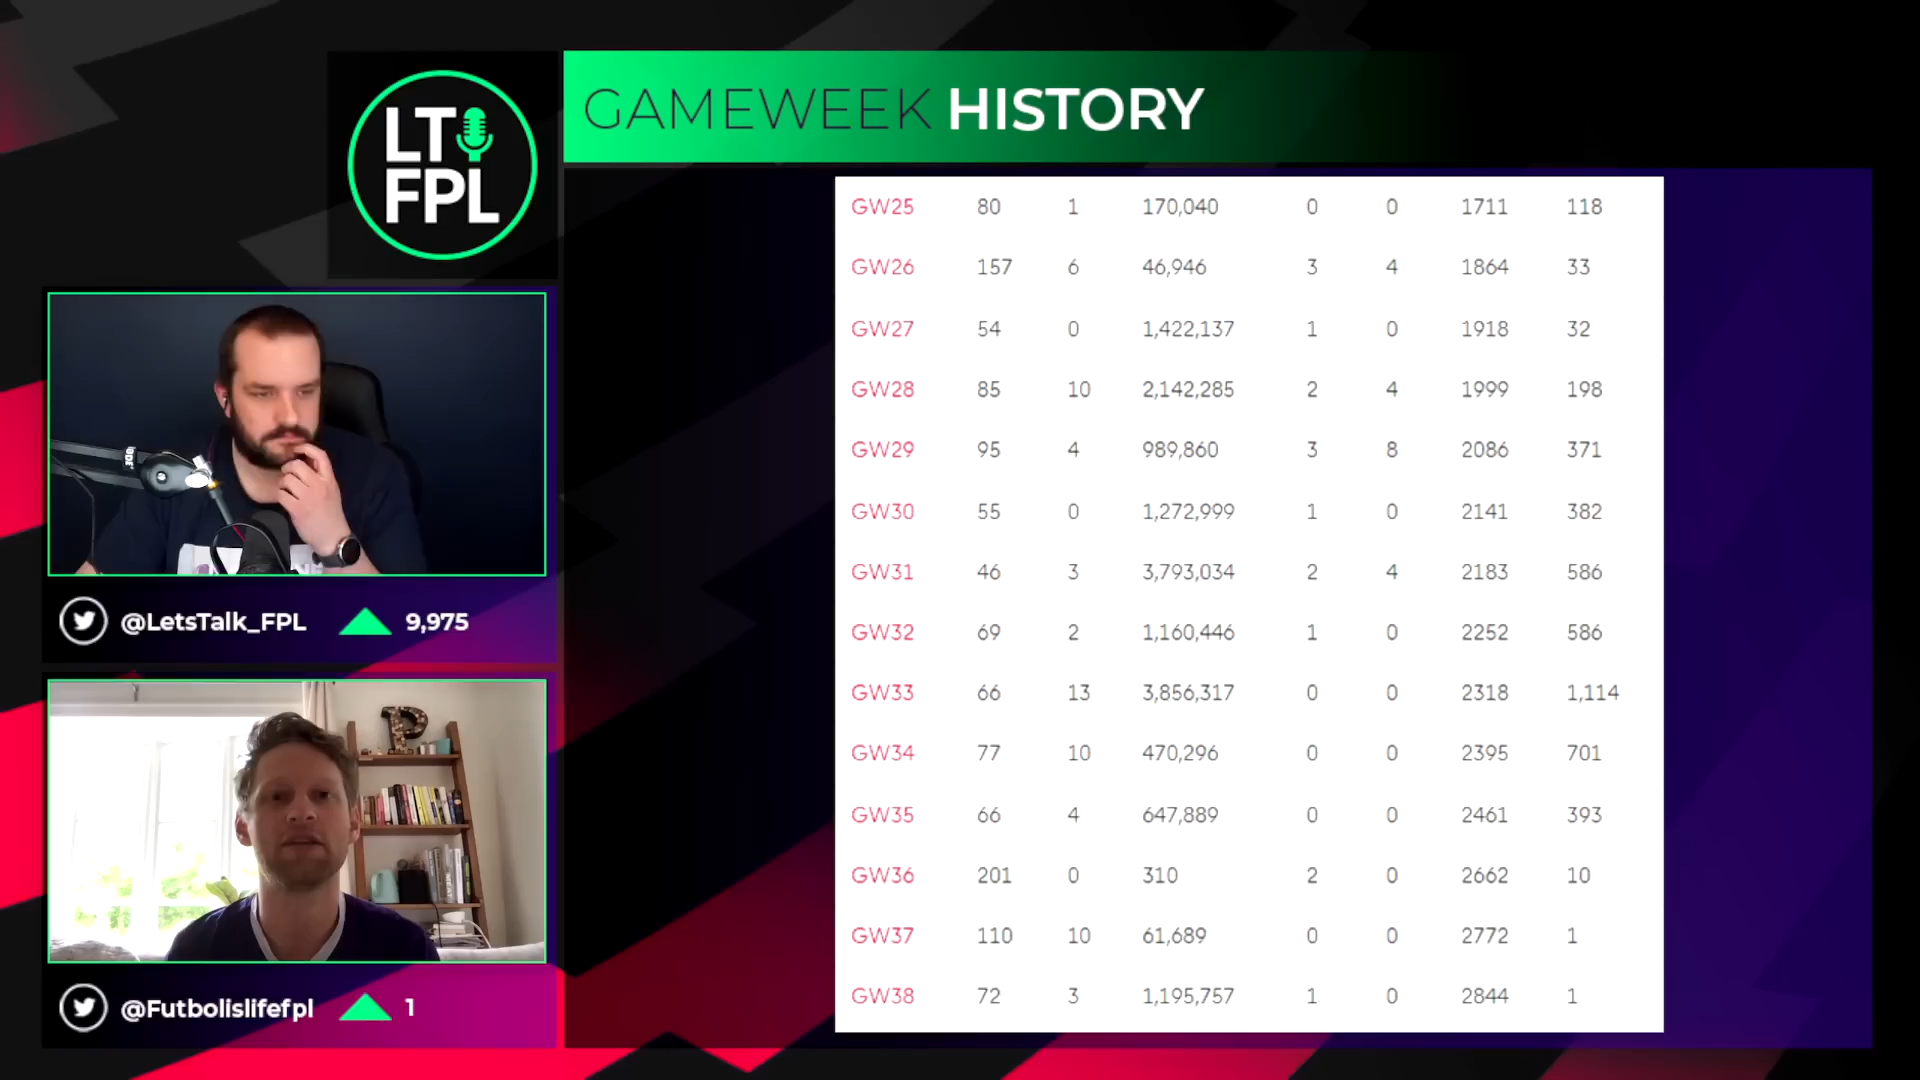 LT
FPL
GAMEWEEK HISTORY
GW25 80 1 170,040 0 0 1711 118
GW26 157 6 46,946 3 4 1864 33
GW27 54 0 1,422,137 1 0 1918 32
GW28 85 10 2,142,285 2 4 1999 198
GW29 95 4 989,860 3 8 2086 371
GW30 55 0 1,272,999 1 0 2141 382
GW31 46 3 3,793,034 2 4 2183 586
GW32 69 2 1,160,446 1 0 2252 586
GW33 66 13 3,856,317 0 0 2318 1,114
GW34 77 10 470,296 0 0 2395 701
GW35 66 4 647,889 0 0 2461 393
GW36 201 0 310 2 0 2662 10
GW37 110 10 61,689 0 0 2772 1
GW38 72 3 1,195,757 1 0 2844 1
@LetsTalk_FPL 9,975
P
@Futbolislifefpl 1